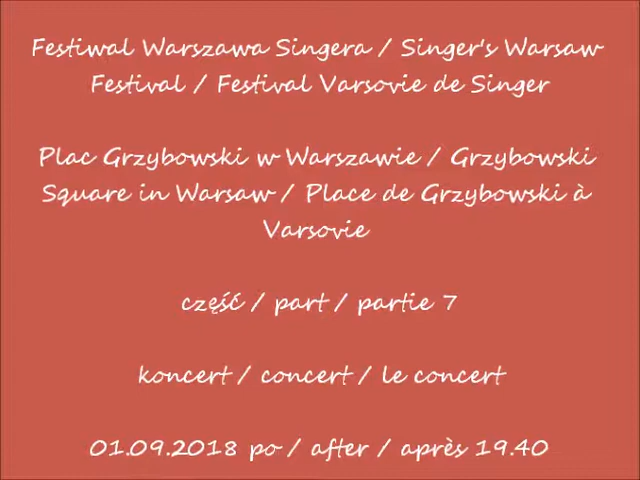 Festiwal Warszawa Singera / Singer's Warsaw
Festival / Festival Varsovie de Singer
Plac Grzybowski w Warszawie / Grzybowski
Square in Warsaw / Place de Grzybowski à
Varsovie
część / part / partie 7
koncert / concert / le concert
01.09.2018 po / after / après 19.40